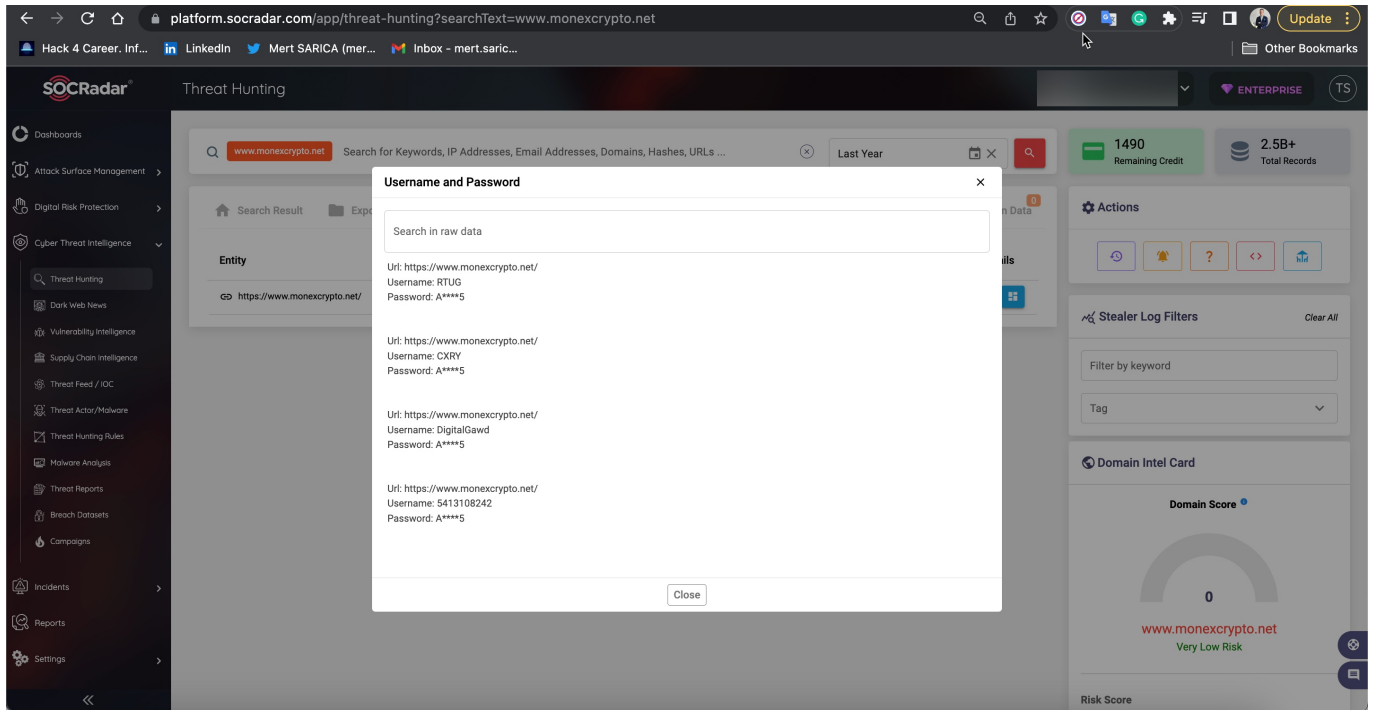 platform.socradar.com/app/threat-hunting?searchText=www.monexcrypto.net
Update
Hack 4 Career. Inf...
LinkedIn
Mert SARICA (mer...
Inbox - mert.saric...
Other Bookmarks
SOCRadar®
Threat Hunting
ENTERPRISE
TS
Dashboards
Attack Surface Management
Digital Risk Protection
Cyber Threat Intelligence
Threat Hunting
Dark Web News
Vulnerability Intelligence
Supply Chain Intelligence
Threat Feed / IOC
Threat Actor/Malware
Threat Hunting Rules
Malware Analysis
Threat Reports
Breach Datasets
Campaigns
Incidents
Reports
Settings
www.monexcrypto.net
Search for Keywords, IP Addresses, Email Addresses, Domains, Hashes, URLs ...
Last Year
Search Result
Expo
n Data
0
Entity
ails
https://www.monexcrypto.net/
Username and Password
Search in raw data
Url: https://www.monexcrypto.net/
Username: RTUG
Password: A****5
Url: https://www.monexcrypto.net/
Username: CXRY
Password: A****5
Url: https://www.monexcrypto.net/
Username: DigitalGawd
Password: A****5
Url: https://www.monexcrypto.net/
Username: 5413108242
Password: A****5
Close
1490
Remaining Credit
2.5B+
Total Records
Actions
?
<>
Stealer Log Filters
Clear All
Filter by keyword
Tag
Domain Intel Card
Domain Score
0
www.monexcrypto.net
Very Low Risk
Risk Score